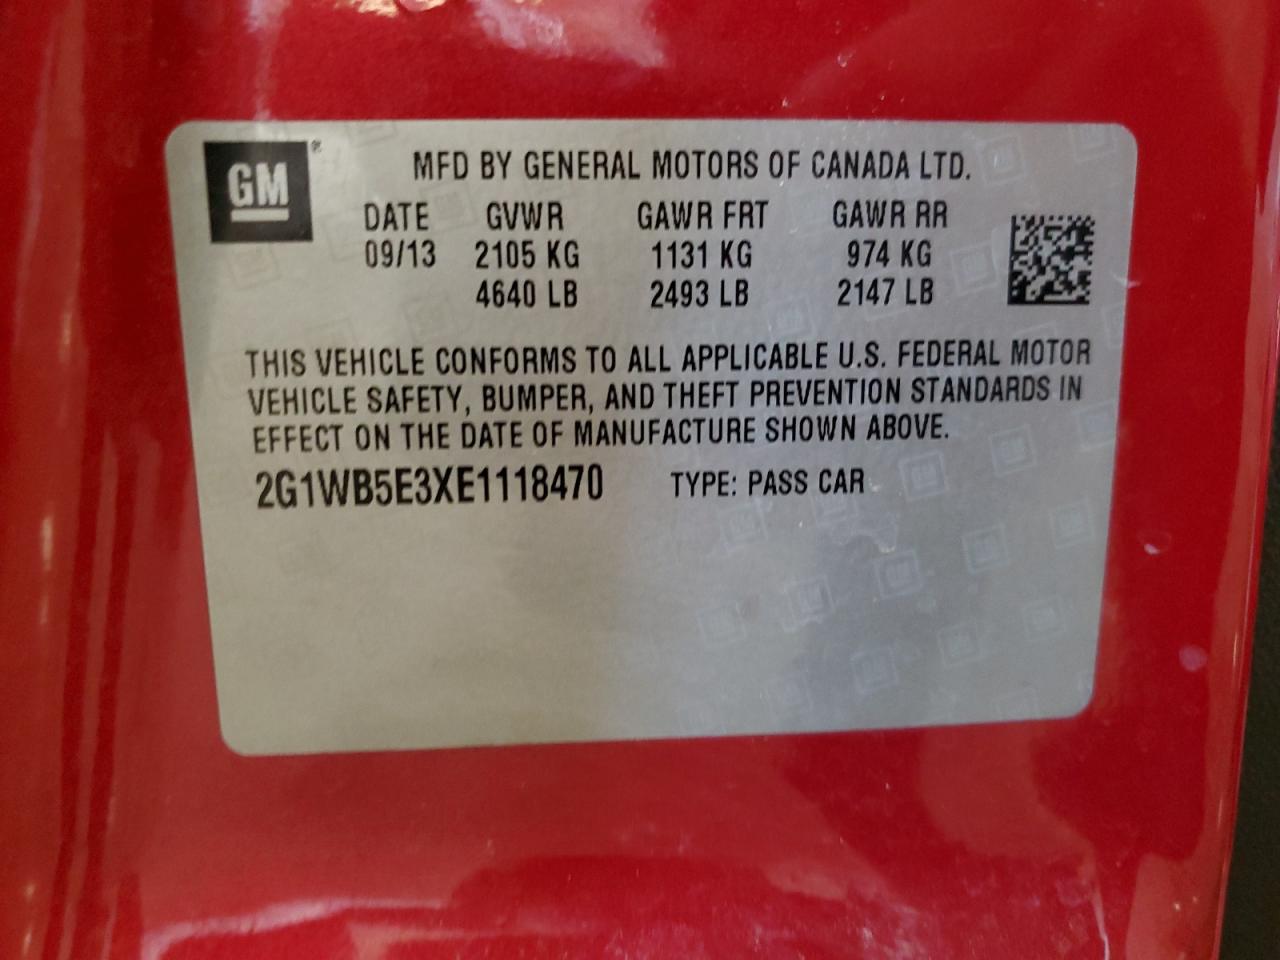 GM®
MFD BY GENERAL MOTORS OF CANADA LTD.
DATE GVWR GAWR FRT GAWR RR
09/13 2105 KG 1131 KG 974 KG
4640 LB 2493 LB 2147 LB
THIS VEHICLE CONFORMS TO ALL APPLICABLE U.S. FEDERAL MOTOR
VEHICLE SAFETY, BUMPER, AND THEFT PREVENTION STANDARDS IN
EFFECT ON THE DATE OF MANUFACTURE SHOWN ABOVE.
2G1WB5E3XE1118470 TYPE: PASS CAR